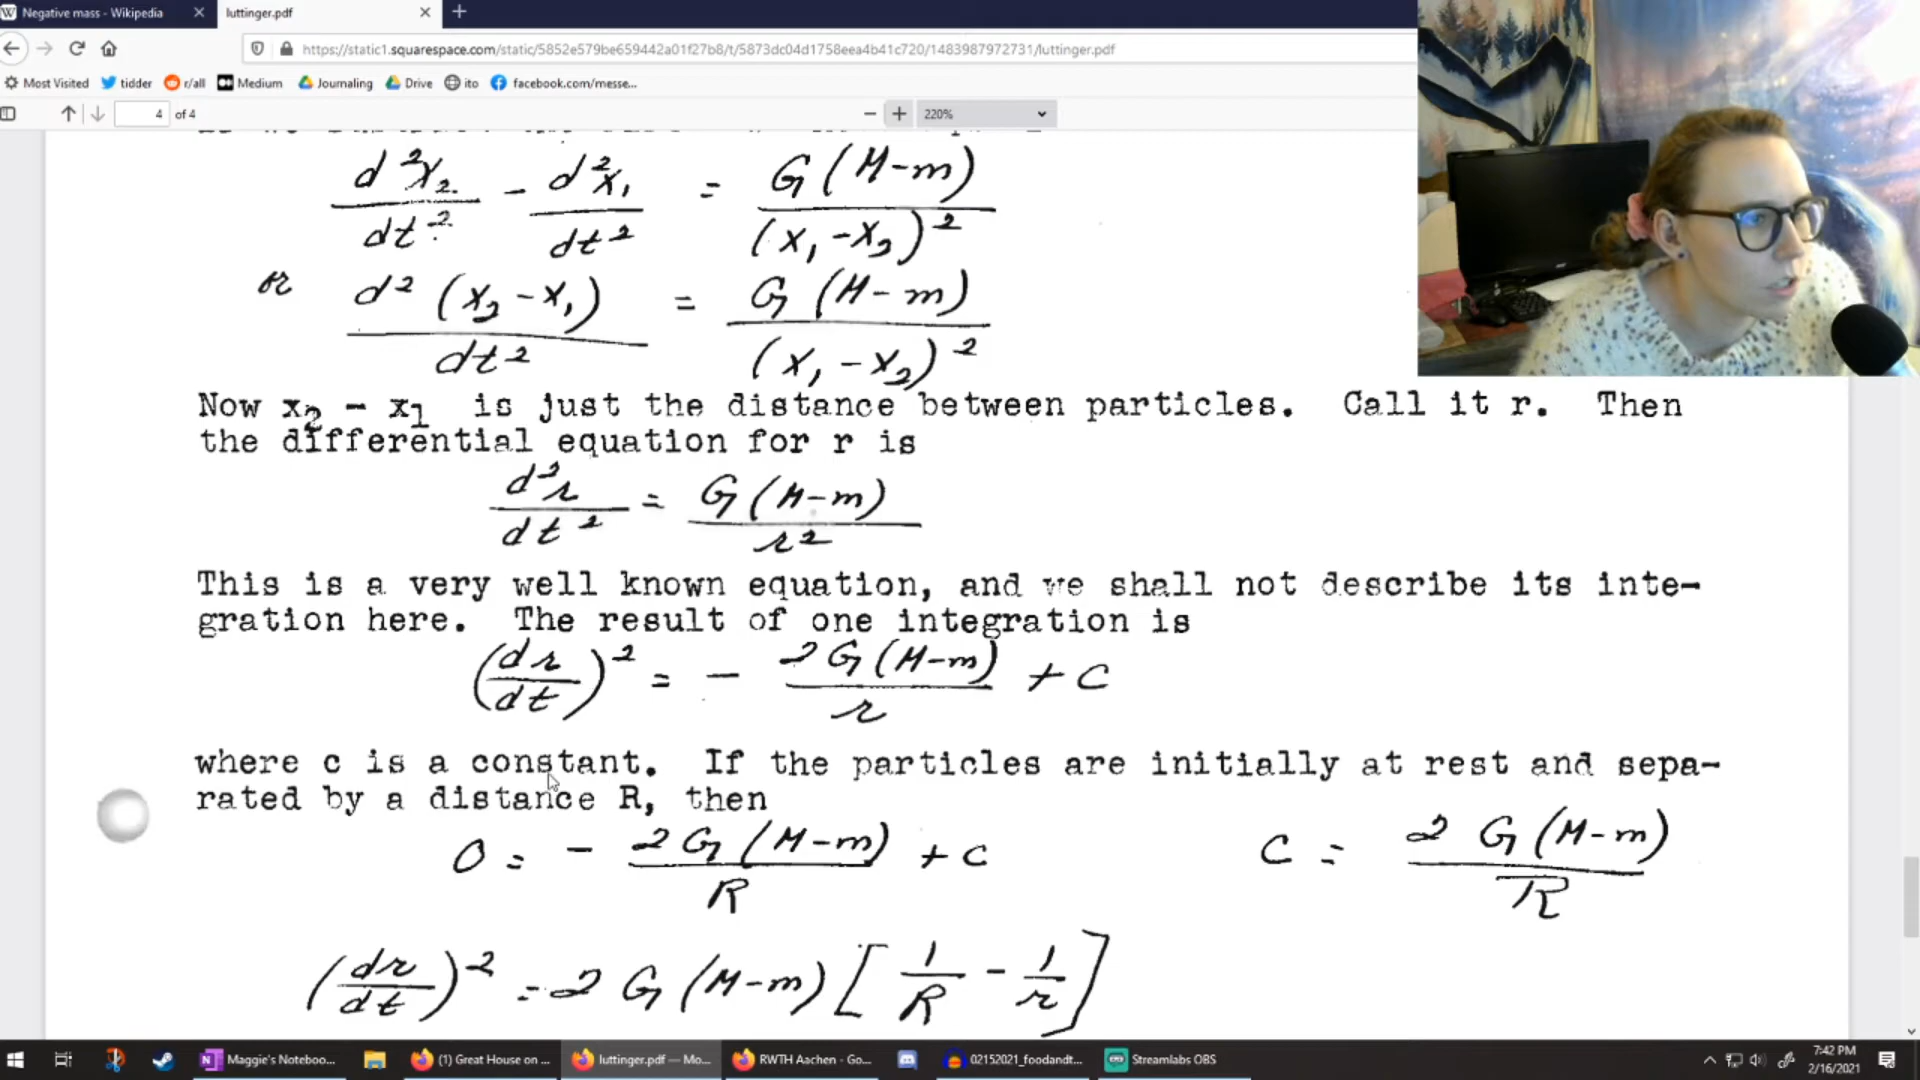 Negative mass - Wikipedia
luttinger.pdf
https://static1.squarespace.com/static/5852e579be659442a01f27b8/t/5873dc04d1758eea4b41c720/1483987972731/luttinger.pdf
Most Visited tidder r/all Medium Journaling Drive ito facebook.com/messe...
4 of 4 220%
d²x₂/dt² - d²x₁/dt² = G(M-m)/(x₁-x₂)²
or d²(x₂-x₁)/dt² = G(M-m)/(x₁-x₂)²
Now x₂ - x₁ is just the distance between particles. Call it r. Then
the differential equation for r is
d²r/dt² = G(M-m)/r²
This is a very well known equation, and we shall not describe its inte-
gration here. The result of one integration is
(dr/dt)² = - 2G(M-m)/r + C
where c is a constant. If the particles are initially at rest and sepa-
rated by a distance R, then
0 = - 2G(M-m)/R + C C = 2G(M-m)/R
(dr/dt)² = 2G(M-m)[1/R - 1/r]
Maggie's Noteboo... (1) Great House on ... luttinger.pdf — Mo... RWTH Aachen - Go... 02152021_foodandt... Streamlabs OBS 7:42 PM
2/16/2021